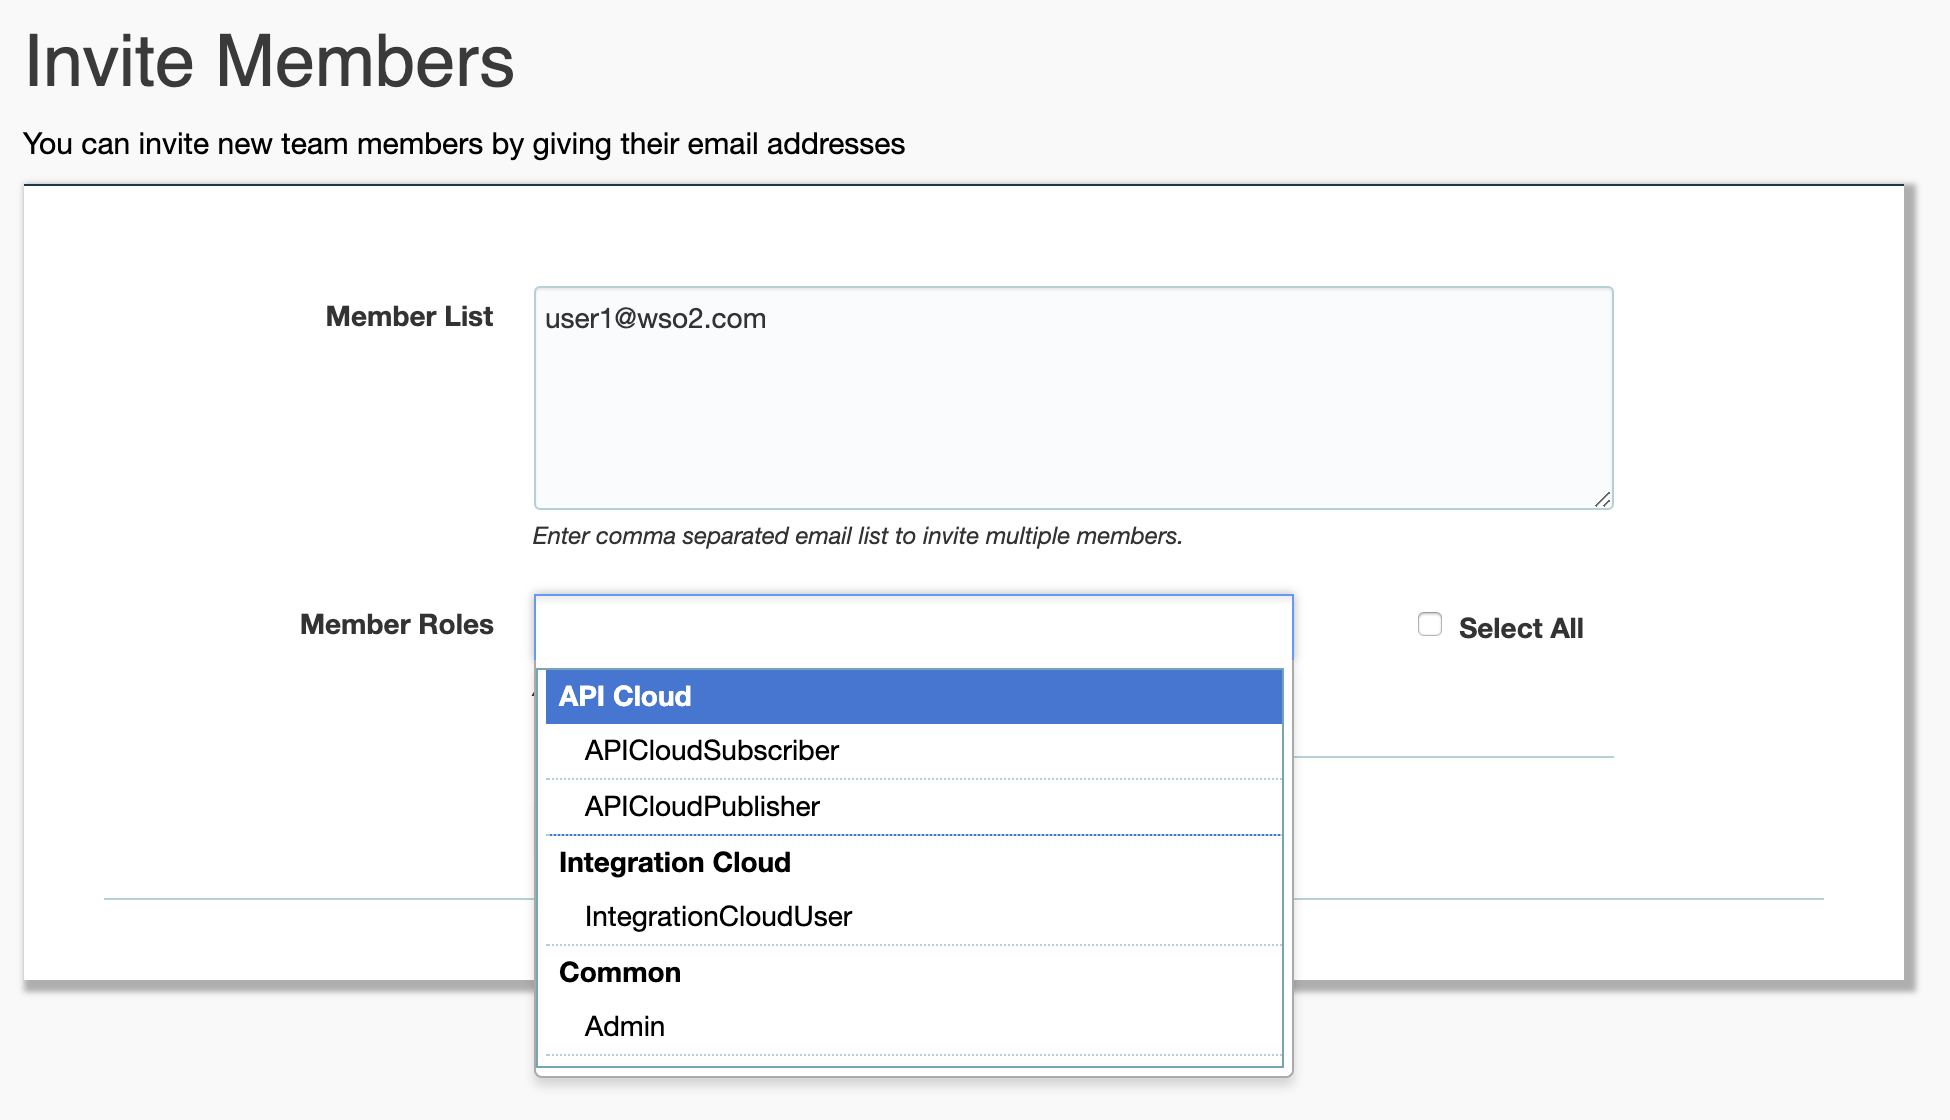 Invite Members
You can invite new team members by giving their email addresses
Member List
user1@wso2.com
Enter comma separated email list to invite multiple members.
Member Roles
Select All
API Cloud
APICloudSubscriber
APICloudPublisher
Integration Cloud
IntegrationCloudUser
Common
Admin